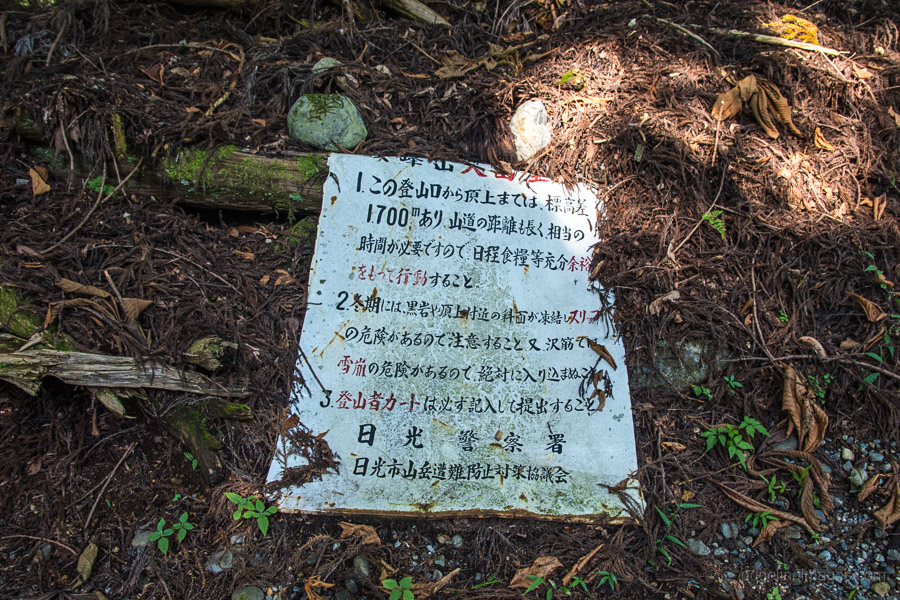 1.この登山口から頂上までは、標高差
1700mあり、山道の距離も長く相当の
時間が必要ですので、日程食糧等充分余裕
をもって行動すること。
2.冬期には、黒岩や頂上付近の斜面が凍結しスリップ
の危険があるので注意すること、又、沢筋では
雪崩の危険があるので、絶対に入り込まぬこと
3.登山者カードは必ず記入して提出すること
日光警察署
日光市山岳遭難防止対策協議会